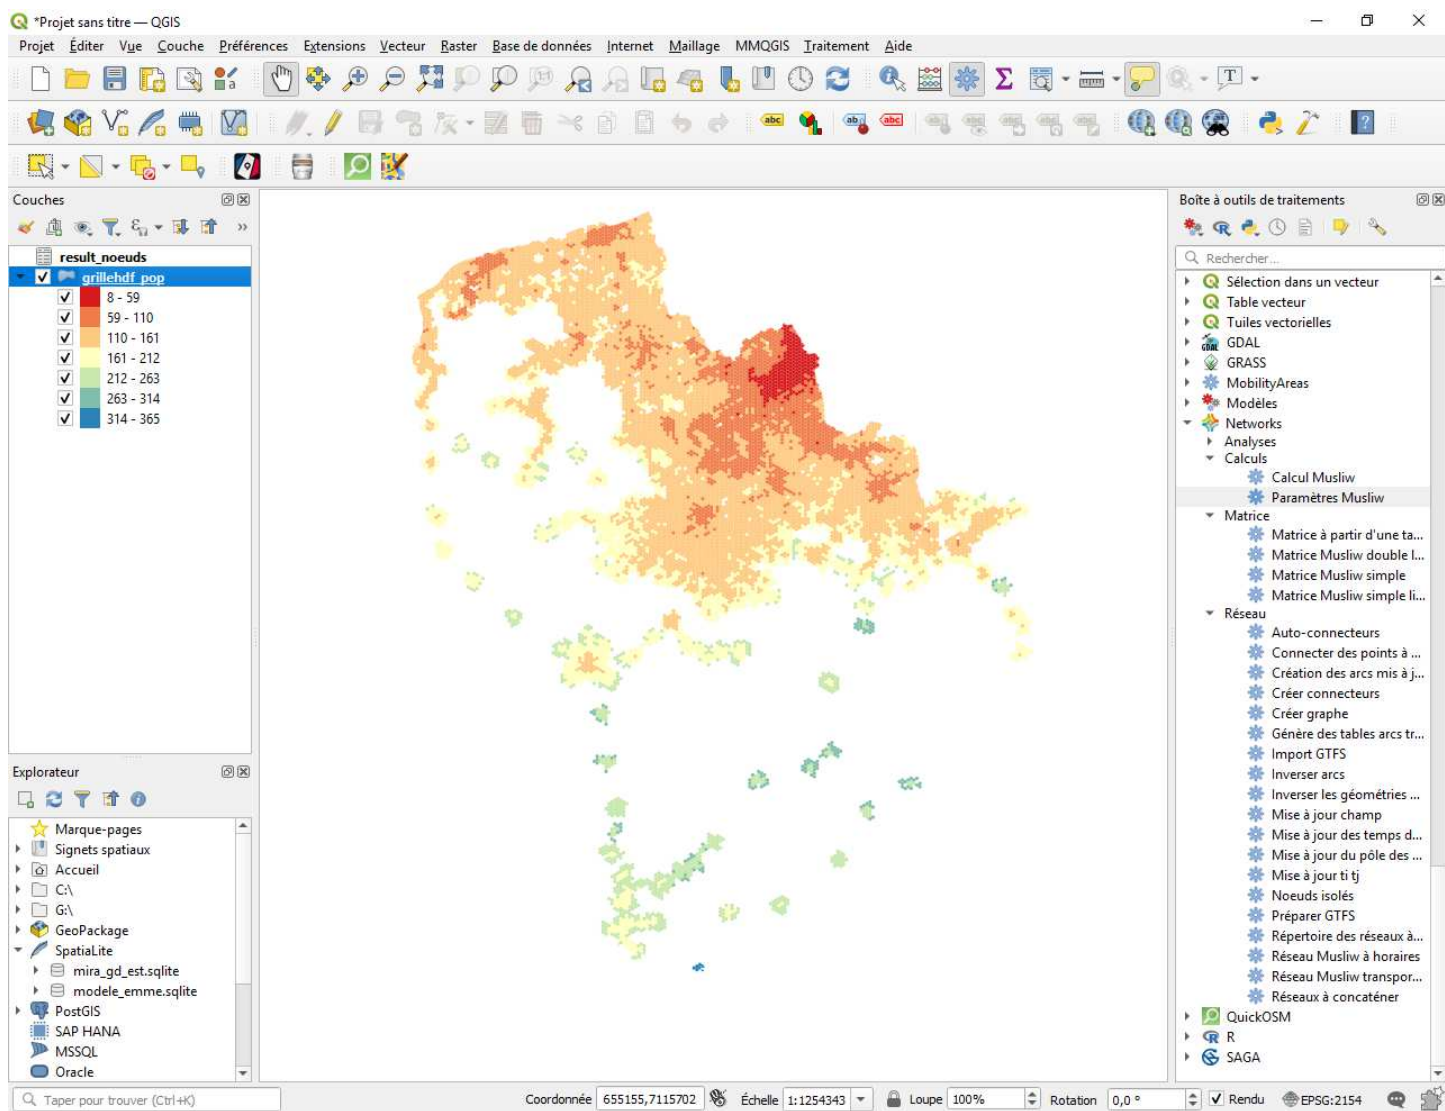 *Projet sans titre — QGIS
Projet Éditer Vue Couche Préférences Extensions Vecteur Raster Base de données Internet Maillage MMQGIS Traitement Aide
Couches
result_noeuds
grillehdf_pop
8 - 59
59 - 110
110 - 161
161 - 212
212 - 263
263 - 314
314 - 365
Explorateur
Marque-pages
Signets spatiaux
Accueil
C:\
G:\
GeoPackage
SpatiaLite
mira_gd_est.sqlite
modele_emme.sqlite
PostGIS
SAP HANA
MSSQL
Oracle
Boîte à outils de traitements
Rechercher...
Sélection dans un vecteur
Table vecteur
Tuiles vectorielles
GDAL
GRASS
MobilityAreas
Modèles
Networks
Analyses
Calculs
Calcul Musliw
Paramètres Musliw
Matrice
Matrice à partir d'une ta...
Matrice Musliw double l...
Matrice Musliw simple
Matrice Musliw simple li...
Réseau
Auto-connecteurs
Connecter des points à ...
Création des arcs mis à j...
Créer connecteurs
Créer graphe
Génère des tables arcs tr...
Import GTFS
Inverser arcs
Inverser les géométries ...
Mise à jour champ
Mise à jour des temps d...
Mise à jour du pôle des ...
Mise à jour ti tj
Noeuds isolés
Préparer GTFS
Répertoire des réseaux à...
Réseau Musliw à horaires
Réseau Musliw transpor...
Réseaux à concaténer
QuickOSM
R
SAGA
Taper pour trouver (Ctrl+K) Coordonnée 655155,7115702 Échelle 1:1254343 Loupe 100% Rotation 0,0 ° Rendu EPSG:2154